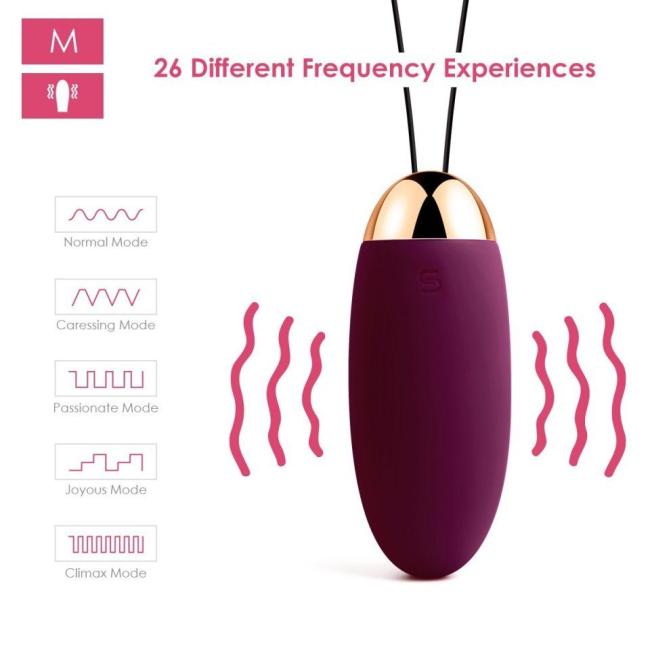 M
26 Different Frequency Experiences
S
Normal Mode
Caressing Mode
Passionate Mode
Joyous Mode
Climax Mode